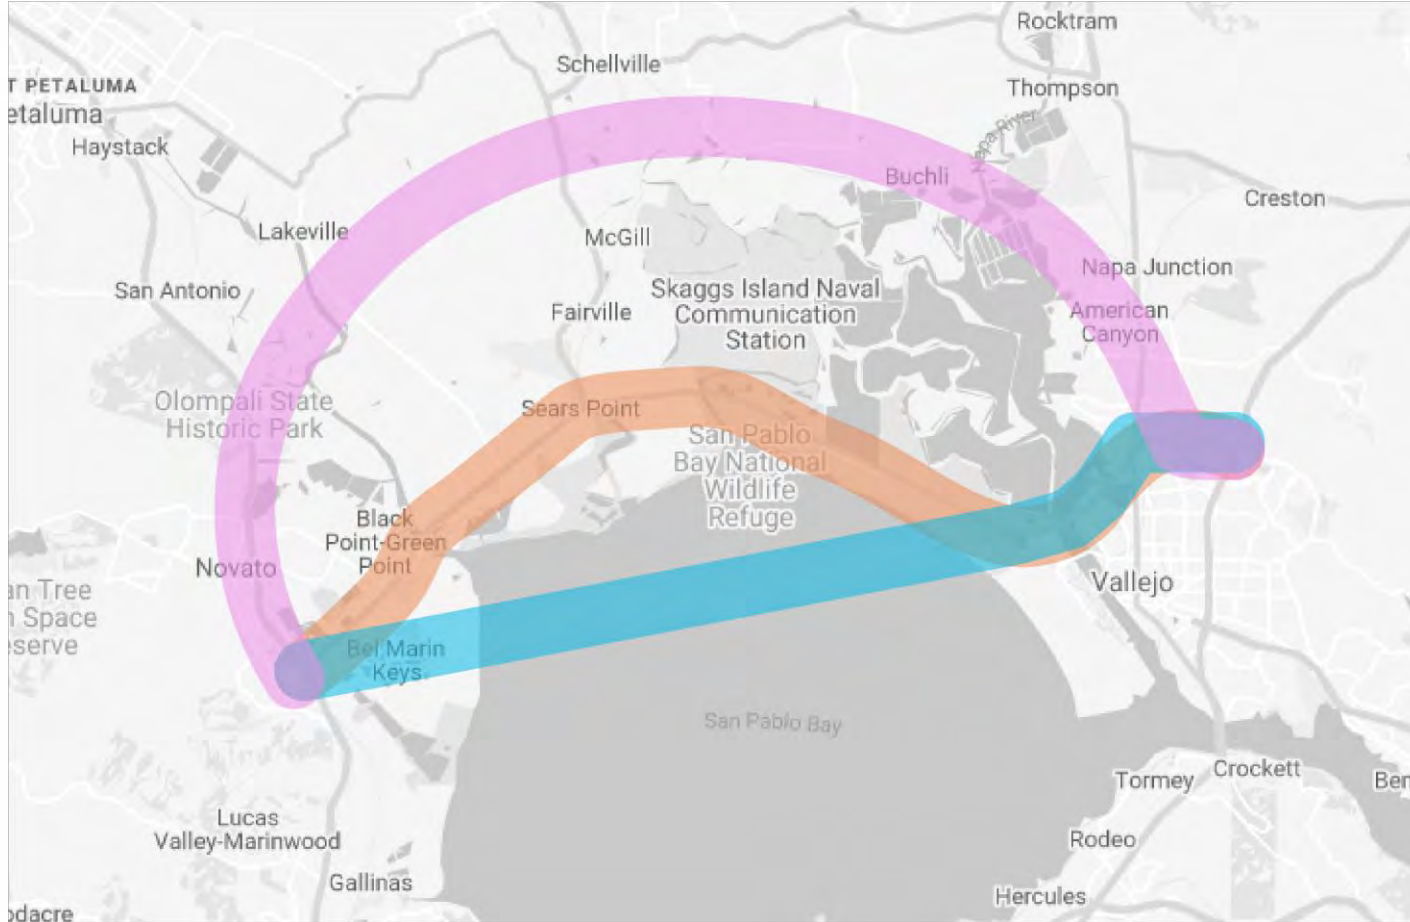 Rocktram
Schellville
T PETALUMA
etaluma
Thompson
Haystack
Napa River
Buchli
Creston
Lakeville
McGill
Napa Junction
San Antonio
Skaggs Island Naval
Communication
Station
Fairville
American
Canyon
Olompali State
Historic Park
Sears Point
San Pablo
Bay National
Wildlife
Refuge
Black
Point-Green
Point
Novato
Vallejo
an Tree
n Space
eserve
Bel Marin
Keys
San Pablo Bay
Tormey
Crockett
Ben
Lucas
Valley-Marinwood
Rodeo
Gallinas
Hercules
odacre